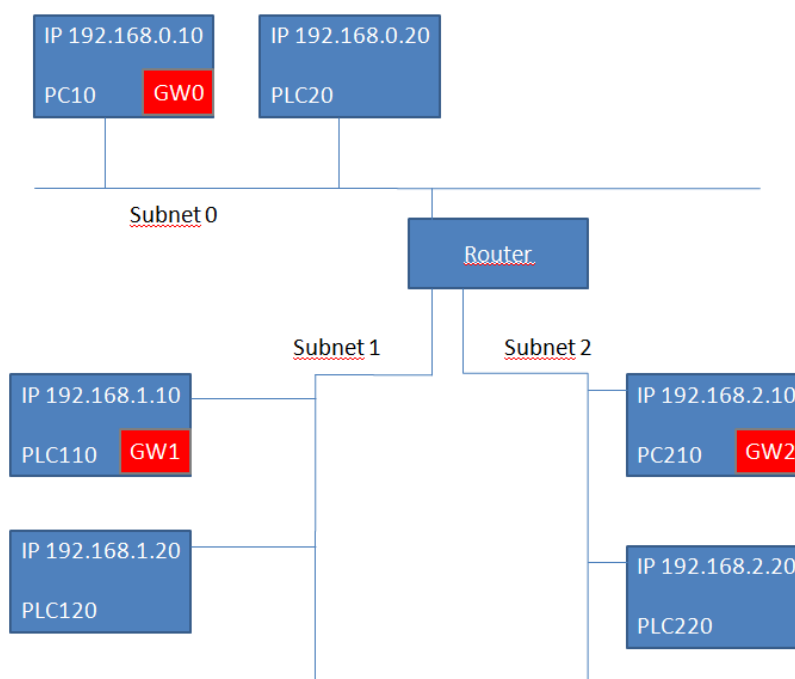 IP 192.168.0.10
PC10
GW0
IP 192.168.0.20
PLC20
Subnet 0
Router
Subnet 1
Subnet 2
IP 192.168.1.10
PLC110
GW1
IP 192.168.2.10
PC210
GW2
IP 192.168.1.20
PLC120
IP 192.168.2.20
PLC220